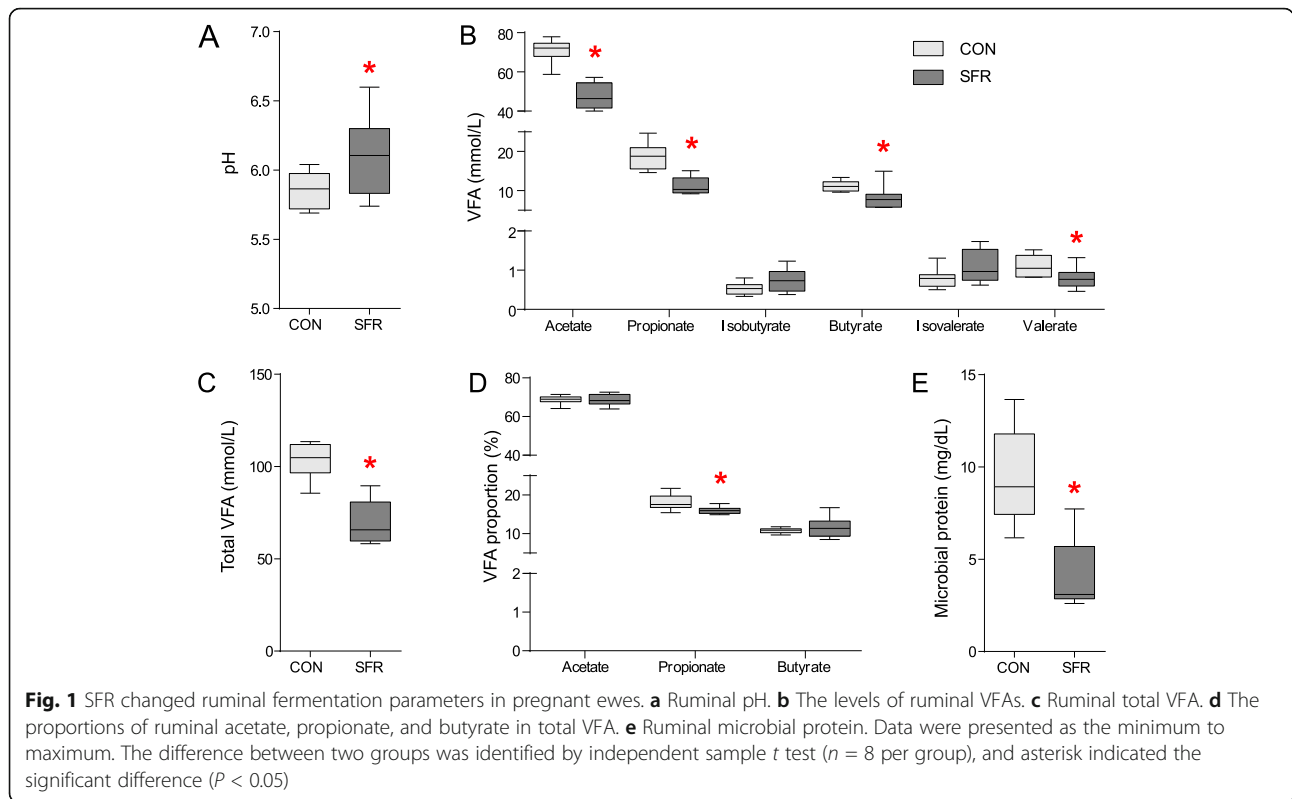 A
B
7.0
6.5
6.0
5.5
5.0
pH
CON
SFR
*
80
60
40
20
10
2
1
0
VFA (mmol/L)
*
*
*
*
CON
SFR
Acetate
Propionate
Isobutyrate
Butyrate
Isovalerate
Valerate
C
150
100
50
0
Total VFA (mmol/L)
*
CON
SFR
D
80
60
40
20
10
2
1
0
VFA proportion (%)
*
Acetate
Propionate
Butyrate
E
15
10
5
0
Microbial protein (mg/dL)
*
CON
SFR
Fig. 1 SFR changed ruminal fermentation parameters in pregnant ewes. a Ruminal pH. b The levels of ruminal VFAs. c Ruminal total VFA. d The
proportions of ruminal acetate, propionate, and butyrate in total VFA. e Ruminal microbial protein. Data were presented as the minimum to
maximum. The difference between two groups was identified by independent sample t test (n = 8 per group), and asterisk indicated the
significant difference (P < 0.05)